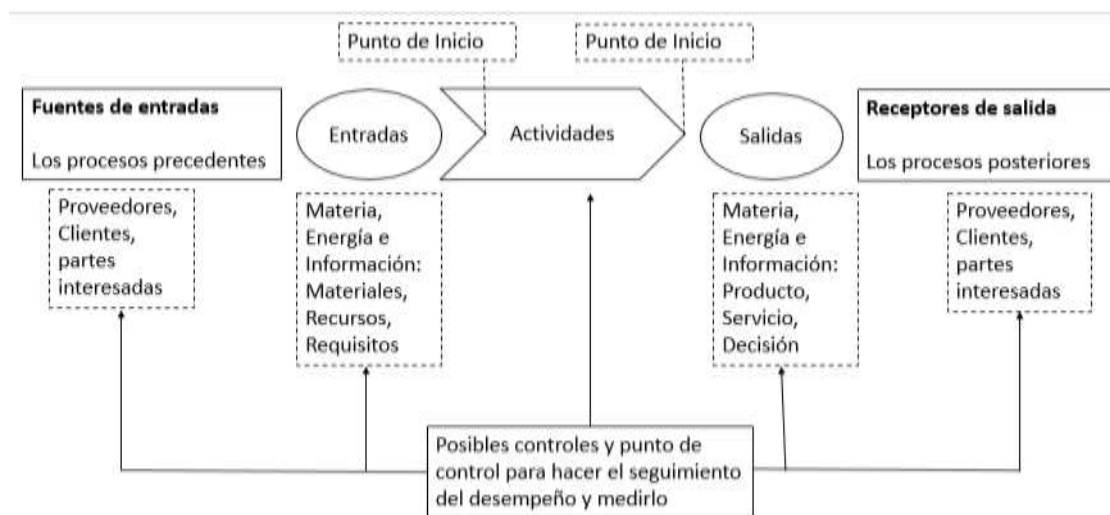 Punto de Inicio
Punto de Inicio
Fuentes de entradas
Los procesos precedentes
Entradas
Actividades
Salidas
Receptores de salida
Los procesos posteriores
Proveedores,
Clientes,
partes
interesadas
Materia,
Energía e
Información:
Materiales,
Recursos,
Requisitos
Materia,
Energía e
Información:
Producto,
Servicio,
Decisión
Proveedores,
Clientes,
partes
interesadas
Posibles controles y punto de
control para hacer el seguimiento
del desempeño y medirlo